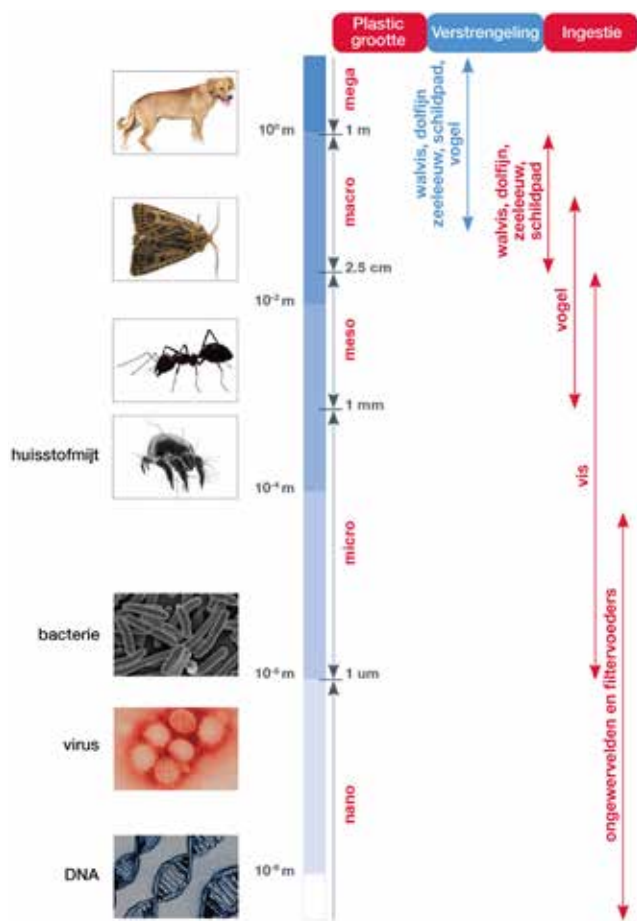 Plastic
grootte
Verstrengeling
Ingestie
mega
walvis, dolfijn
zeeleeuw, schildpad,
vogel
10⁰ m
1 m
macro
walvis, dolfijn,
zeeleeuw,
schildpad
2.5 cm
10⁻² m
vogel
meso
1 mm
huisstofmijt
vis
10⁻⁴ m
micro
bacterie
10⁻⁶ m
1 um
ongewervelden en filtervoeders
virus
nano
10⁻⁸ m
DNA